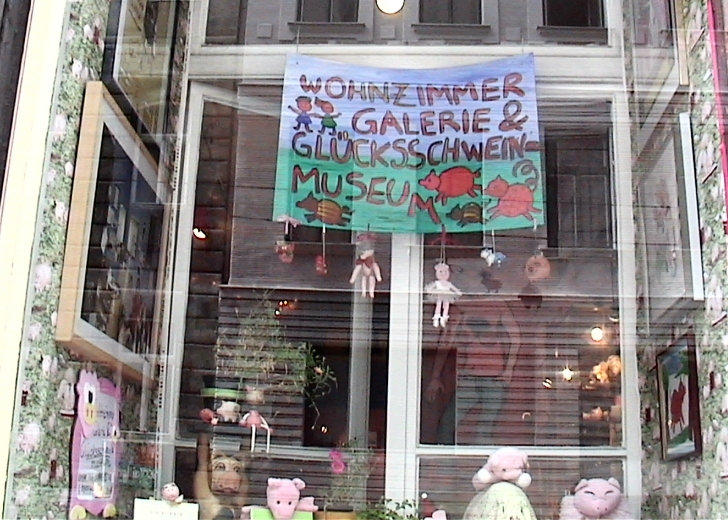 WOHNZIMMER
GALERIE &
GLÜCKSSCHWEIN-
MUSEUM